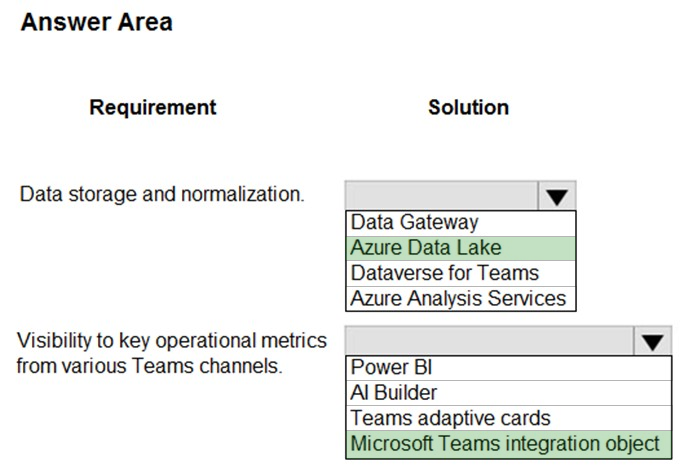 Answer Area
Requirement Solution
Data storage and normalization.
Data Gateway
Azure Data Lake
Dataverse for Teams
Azure Analysis Services
Visibility to key operational metrics
from various Teams channels.
Power BI
AI Builder
Teams adaptive cards
Microsoft Teams integration object